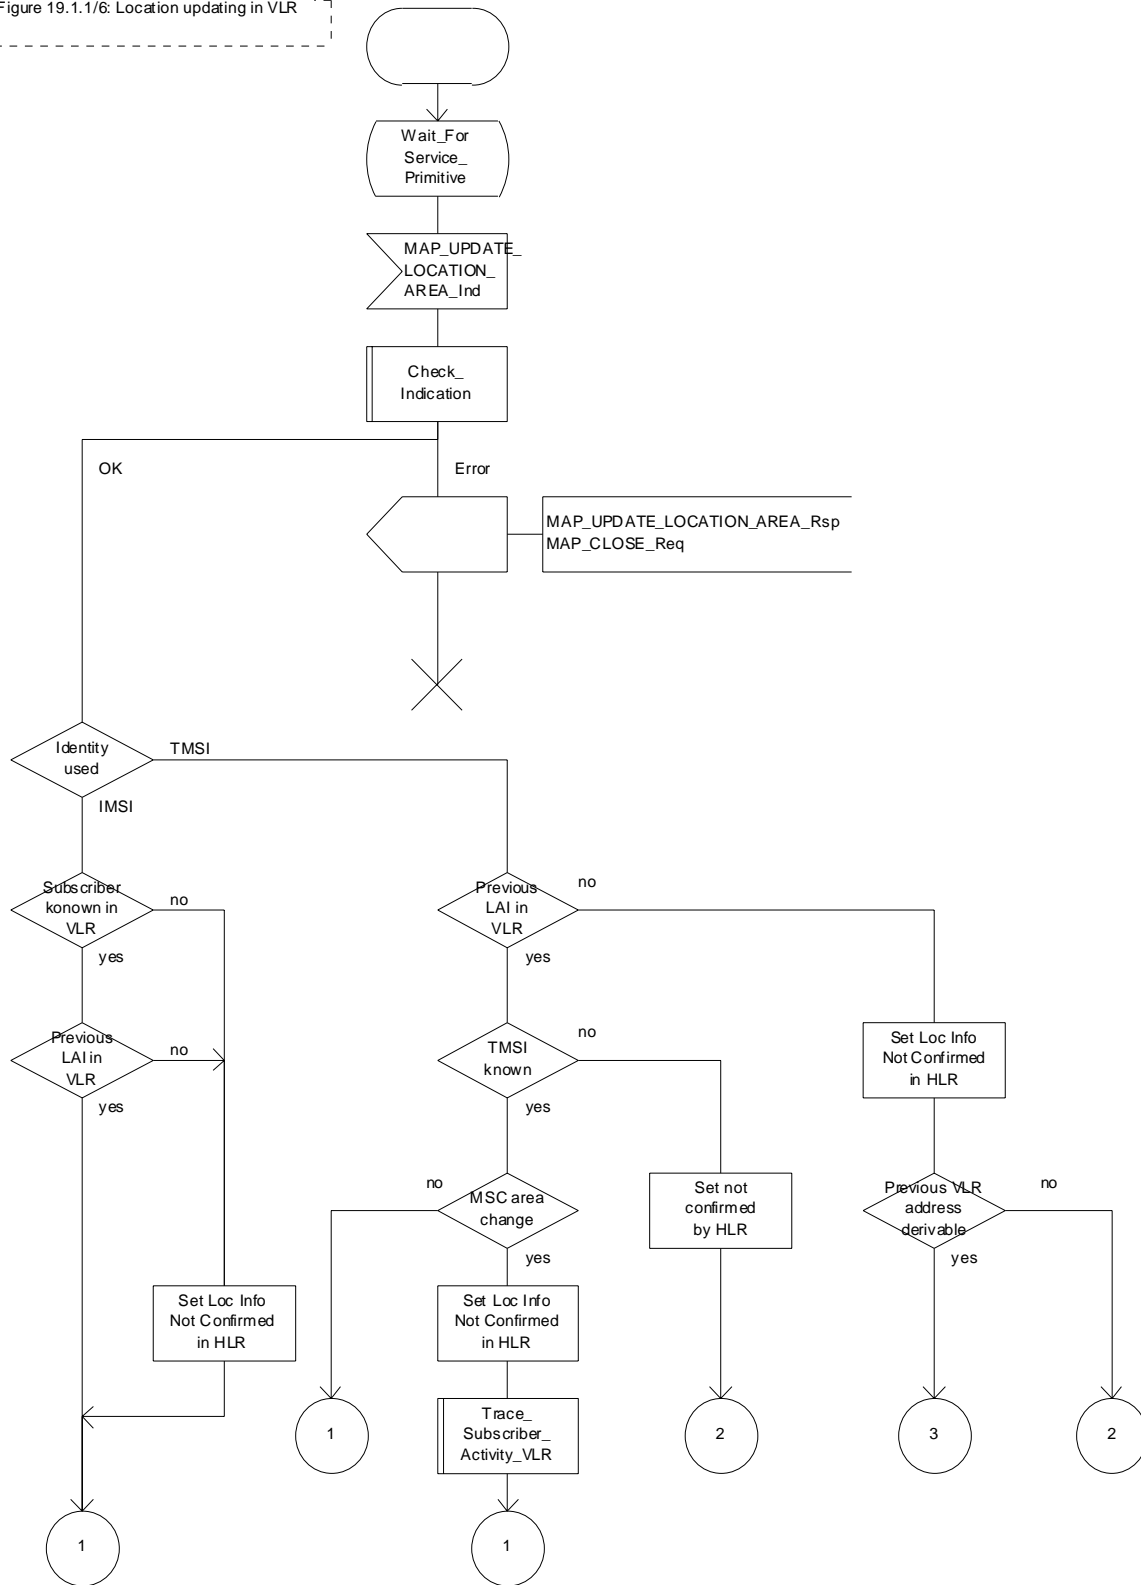 Figure 19.1.1/6: Location updating in VLR
Wait_For
Service_
Primitive
MAP_UPDATE_
LOCATION_
AREA_Ind
Check_
Indication
OK
Error
MAP_UPDATE_LOCATION_AREA_Rsp
MAP_CLOSE_Req
Identity
used
TMSI
IMSI
Subscriber
konown in
VLR
no
yes
Previous
LAI in
VLR
no
yes
Previous
LAI in
VLR
no
yes
TMSI
known
no
yes
Set Loc Info
Not Confirmed
in HLR
no
MSC area
change
yes
Set not
confirmed
by HLR
Previous VLR
address
derivable
no
yes
Set Loc Info
Not Confirmed
in HLR
Set Loc Info
Not Confirmed
in HLR
1
Trace_
Subscriber_
Activity_VLR
2
3
2
1
1